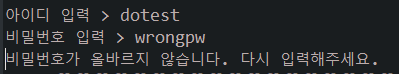 아이디 입력 > dotest
비밀번호 입력 > wrongpw
비밀번호가 올바르지 않습니다. 다시 입력해주세요.